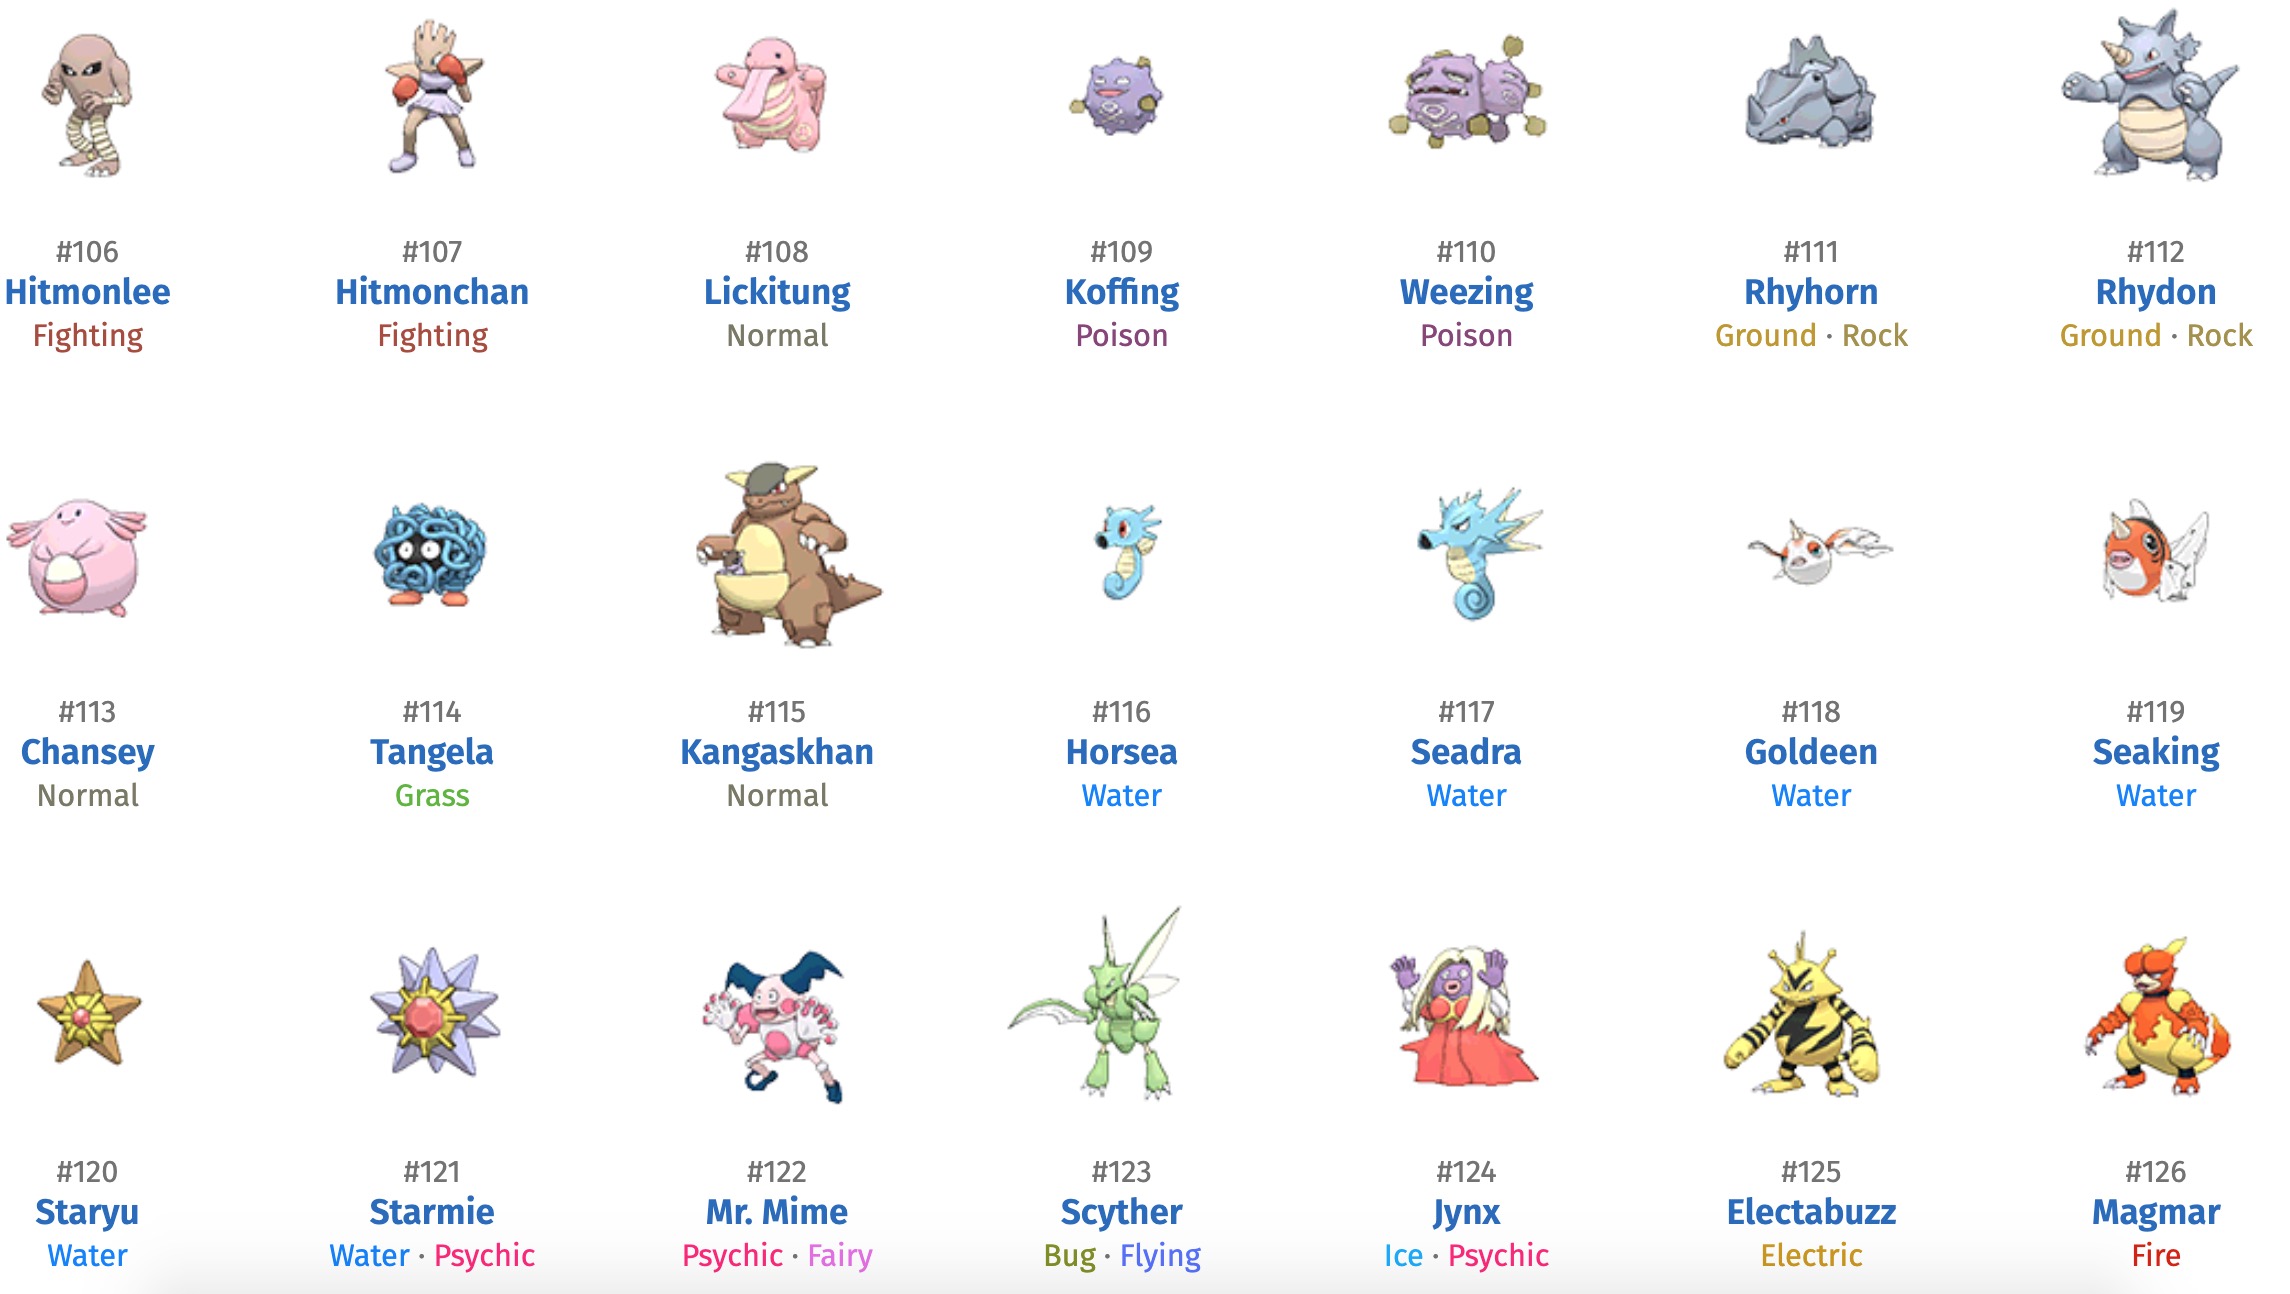 #106 #107 #108 #109 #110 #111 #112
Hitmonlee Hitmonchan Lickitung Koffing Weezing Rhyhorn Rhydon
Fighting Fighting Normal Poison Poison Ground · Rock Ground · Rock
#113 #114 #115 #116 #117 #118 #119
Chansey Tangela Kangaskhan Horsea Seadra Goldeen Seaking
Normal Grass Normal Water Water Water Water
#120 #121 #122 #123 #124 #125 #126
Staryu Starmie Mr. Mime Scyther Jynx Electabuzz Magmar
Water Water · Psychic Psychic · Fairy Bug · Flying Ice · Psychic Electric Fire